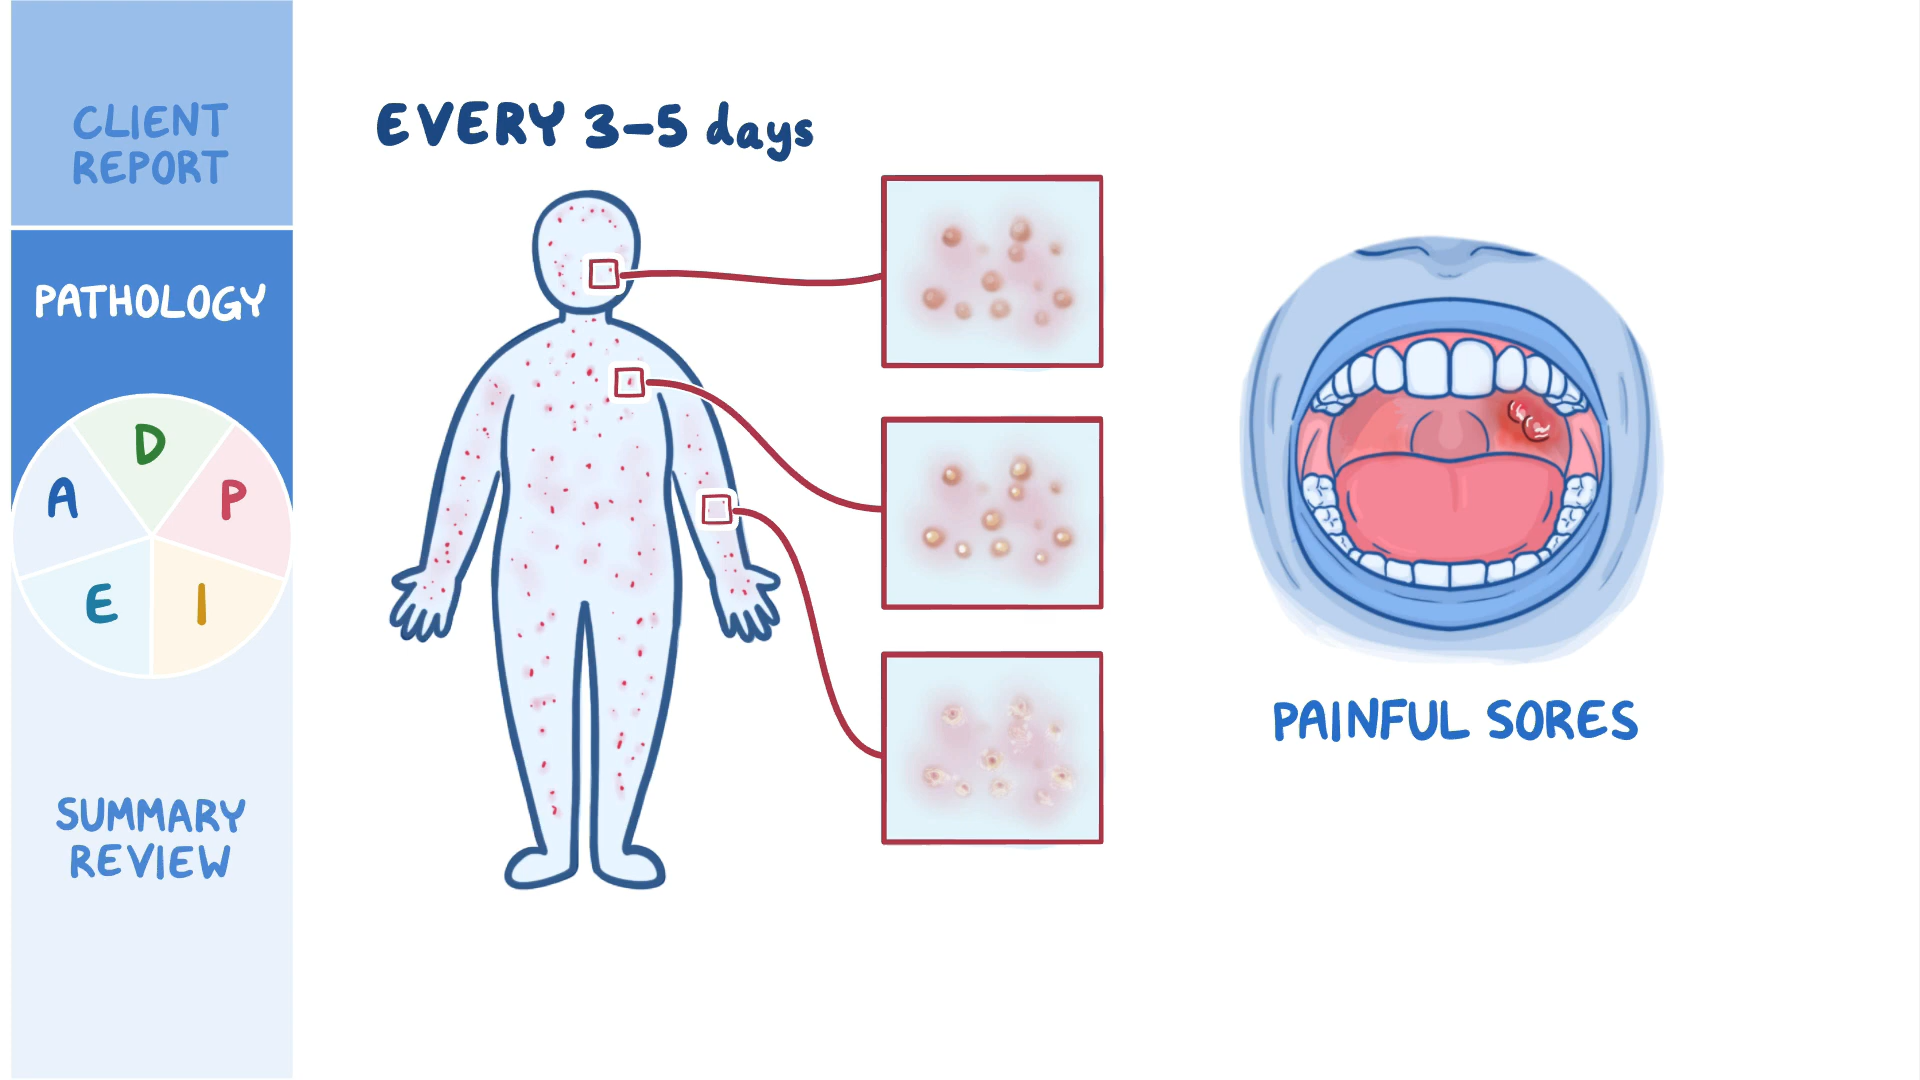 CLIENT
REPORT
PATHOLOGY
A
D
P
E
I
SUMMARY
REVIEW
EVERY 3-5 days
PAINFUL SORES